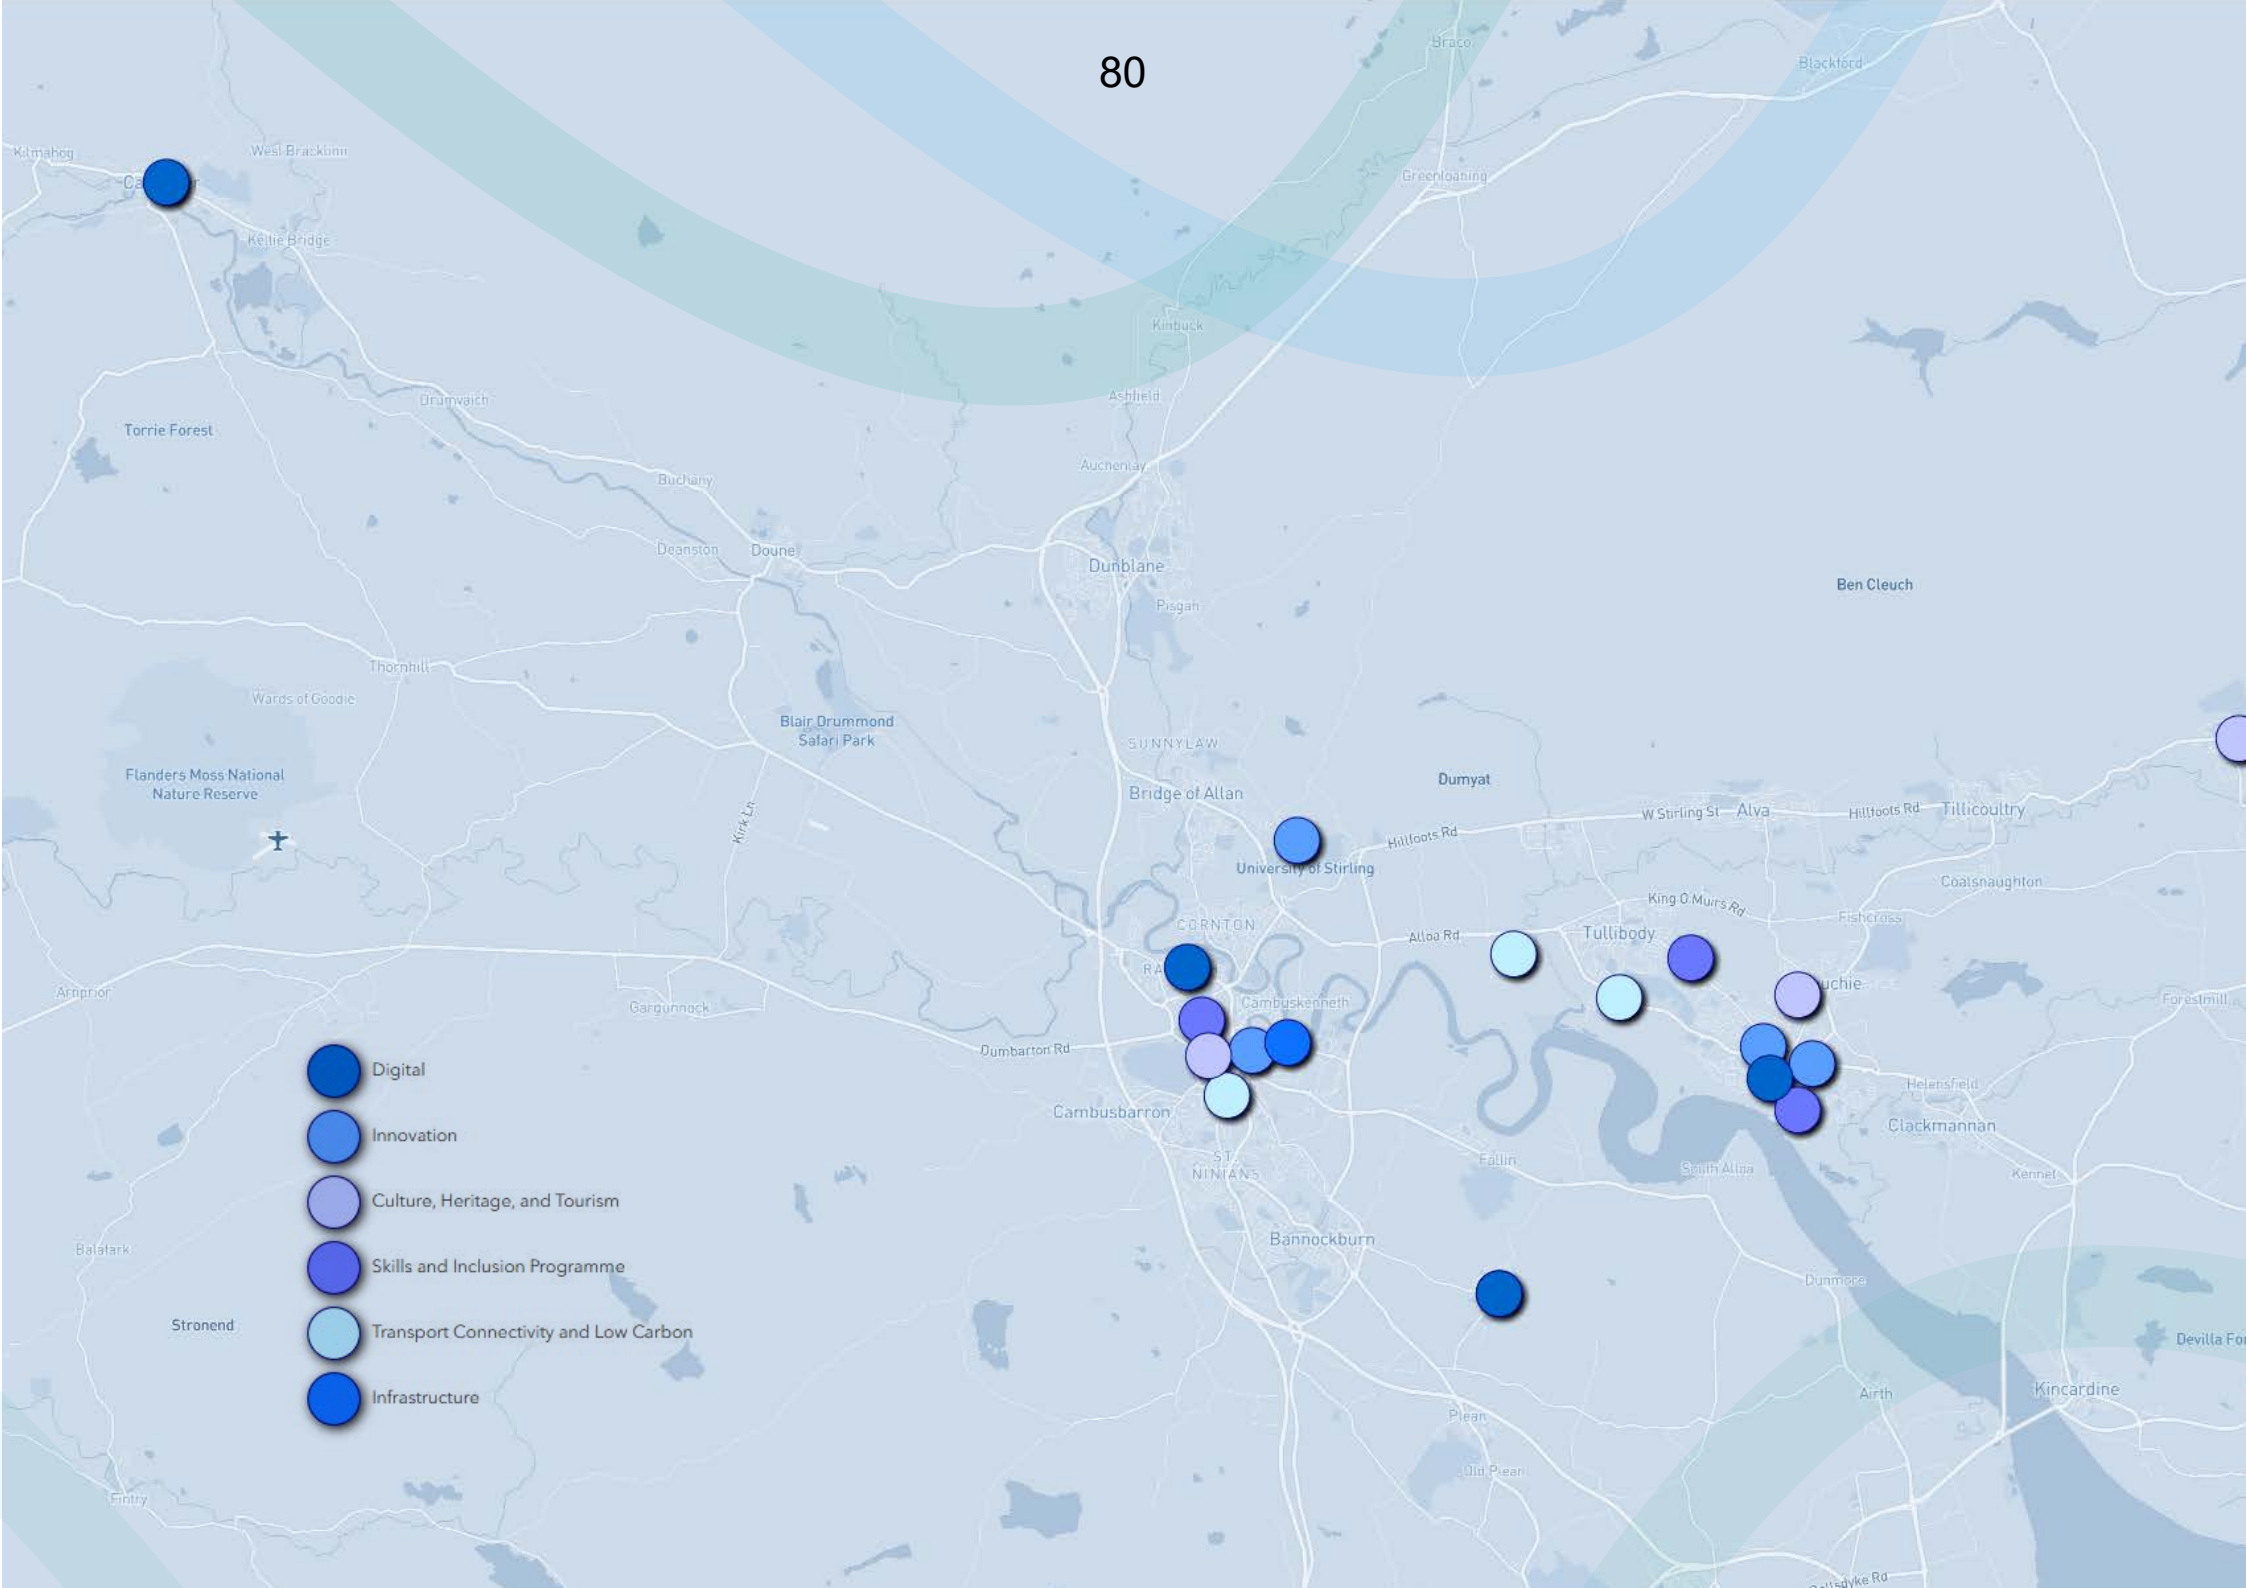 80
Braco
Blackford
Kilmahog
West Brackland
Greenloaning
Keltie Bridge
Kinbuck
Drumvaich
Ashfield
Torrie Forest
Auchenlay
Buchany
Deanston
Doune
Dunblane
Ben Cleuch
Pisgah
Thornhill
Wards of Goodie
Blair Drummond
Safari Park
SUNNYLAW
Flanders Moss National
Nature Reserve
Dumyat
Bridge of Allan
Kirk Ln
W Stirling St
Alva
Hillfoots Rd
Tillicoultry
Hillfoots Rd
University of Stirling
Coalsnaughton
King O Muirs Rd
Fishcross
CORNTON
Alloa Rd
Tullibody
Arnprior
Gargunnock
Cambuskenneth
Forestmill
Dumbarton Rd
Digital
Helensfield
Cambusbarron
Clackmannan
Innovation
ST.
NINIANS
Fallin
South Alloa
Kennet
Culture, Heritage, and Tourism
Balafark
Bannockburn
Skills and Inclusion Programme
Dunmore
Stronend
Transport Connectivity and Low Carbon
Devilla For
Infrastructure
Airth
Kincardine
Plean
Old Plean
Fintry